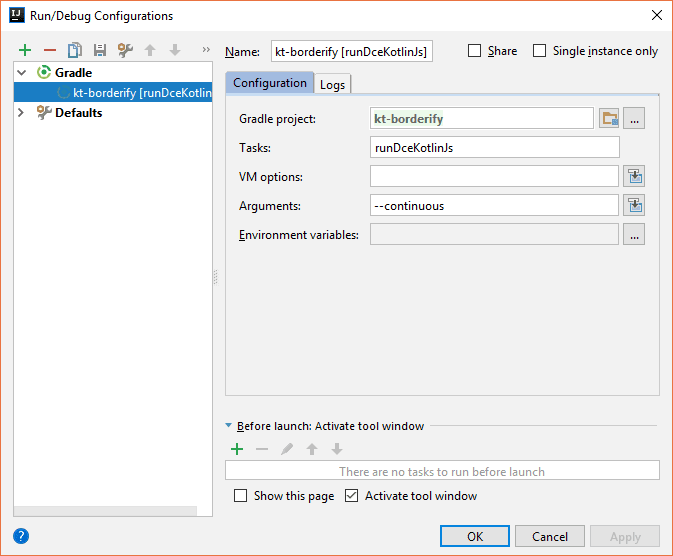 IJ Run/Debug Configurations
Name: kt-borderify [runDceKotlinJs] Share Single instance only
Gradle
kt-borderify [runDceKotlin
Defaults
Configuration Logs
Gradle project: kt-borderify ...
Tasks: runDceKotlinJs
VM options:
Arguments: --continuous
Environment variables: ...
Before launch: Activate tool window
There are no tasks to run before launch
Show this page Activate tool window
? OK Cancel Apply